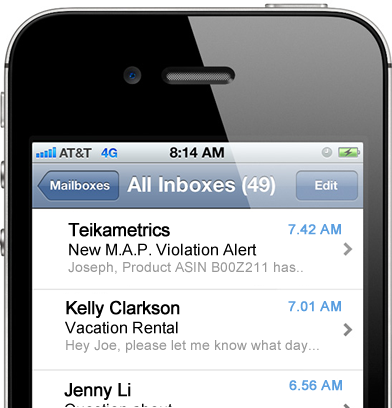 AT&T 4G 8:14 AM
Mailboxes All Inboxes (49) Edit
Teikametrics 7.42 AM
New M.A.P. Violation Alert
Joseph, Product ASIN B00Z211 has..
Kelly Clarkson 7.01 AM
Vacation Rental
Hey Joe, please let me know what day...
Jenny Li 6.56 AM
Question about